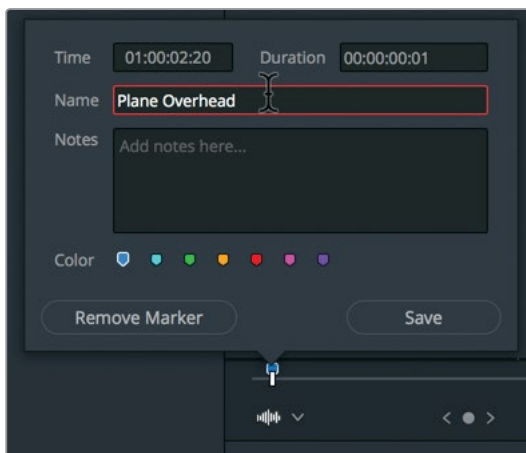 Time 01:00:02:20 Duration 00:00:00:01
Name Plane Overhead
Notes Add notes here...
Color
Remove Marker Save